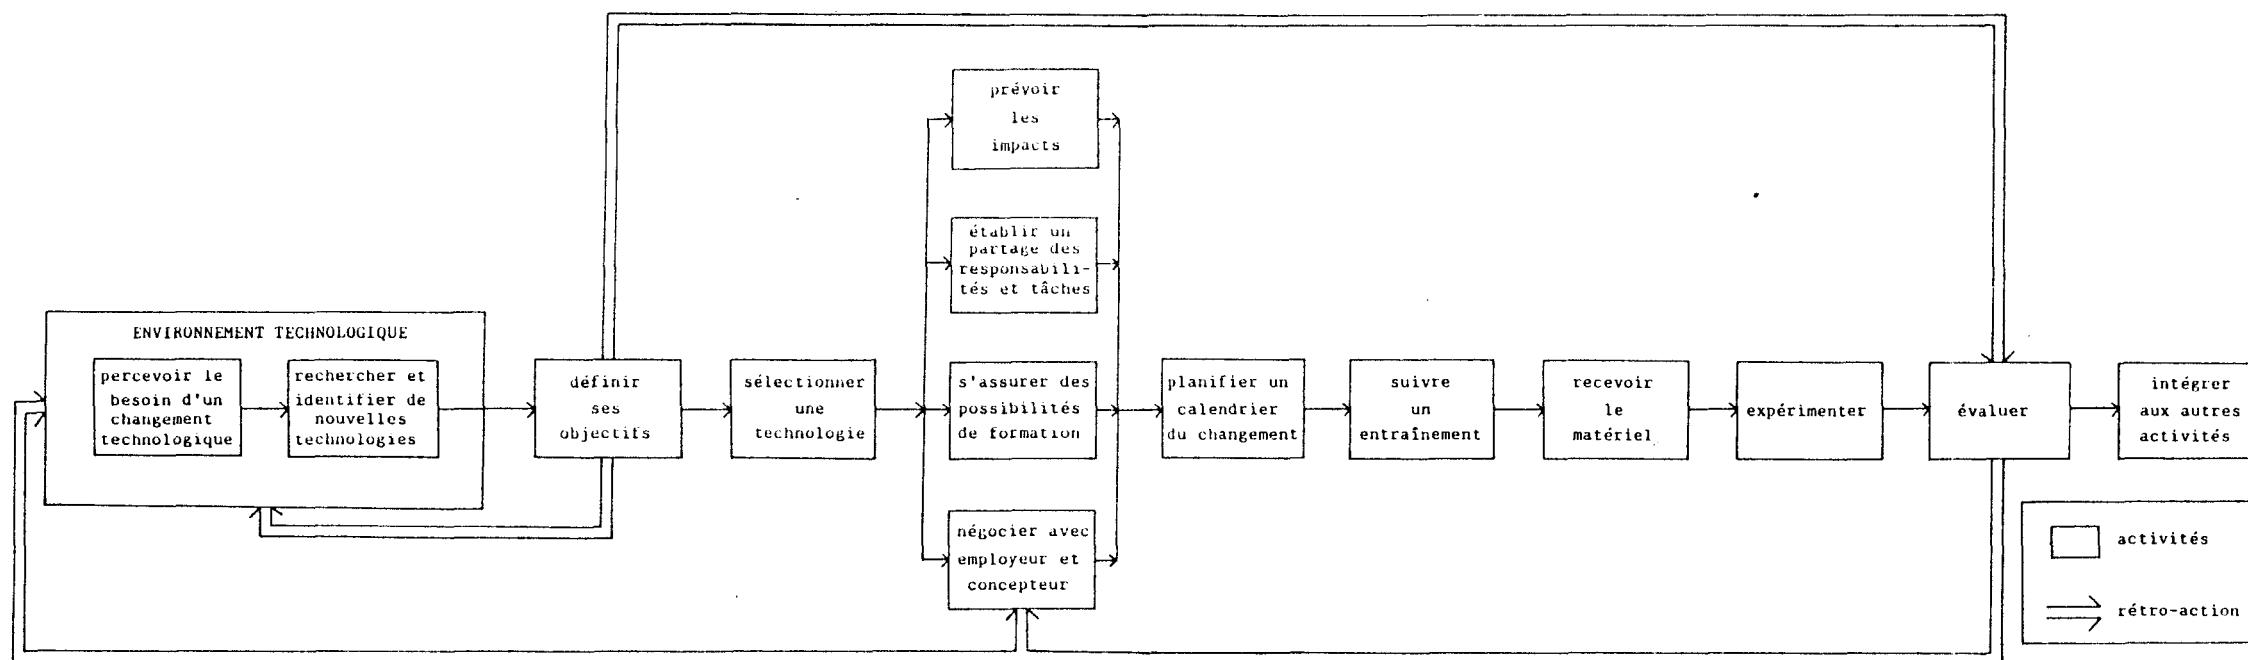 prévoir
les
impacts
établir un
partage des
responsabili-
tés et tâches
ENVIRONNEMENT TECHNOLOGIQUE
percevoir le
besoin d'un
changement
technologique
rechercher et
identifier de
nouvelles
technologies
définir
ses
objectifs
sélectionner
une
technologie
s'assurer des
possibilités
de formation
planifier un
calendrier
du changement
suivre
un
entraînement
recevoir
le
matériel
expérimenter
évaluer
intégrer
aux autres
activités
négocier avec
employeur et
concepteur
activités
rétro-action